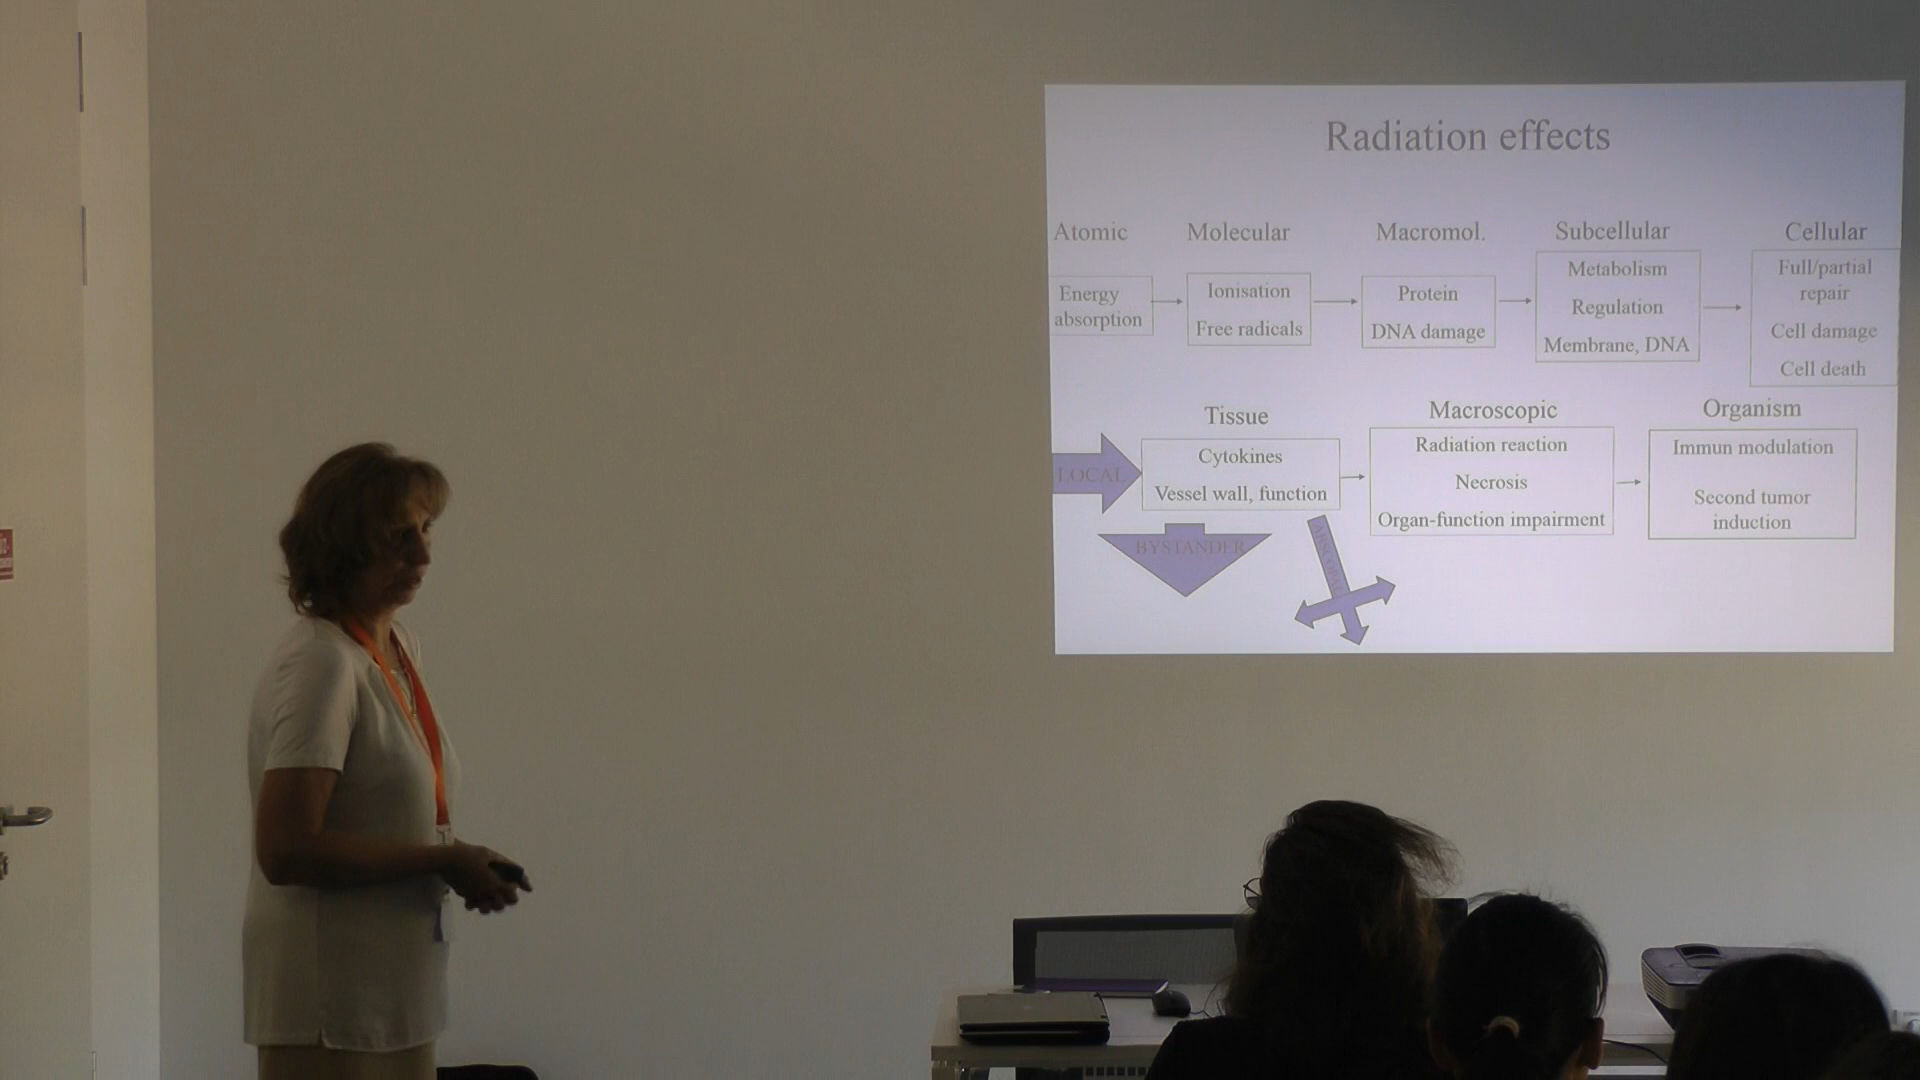 Radiation effects
Atomic Molecular Macromol. Subcellular Cellular
Energy
absorption
Ionisation
Free radicals
Protein
DNA damage
Metabolism
Regulation
Membrane, DNA
Full/partial
repair
Cell damage
Cell death
Tissue Macroscopic Organism
LOCAL
Cytokines
Vessel wall, function
Radiation reaction
Necrosis
Organ-function impairment
Immun modulation
Second tumor
induction
BYSTANDER
ABSCOPAL